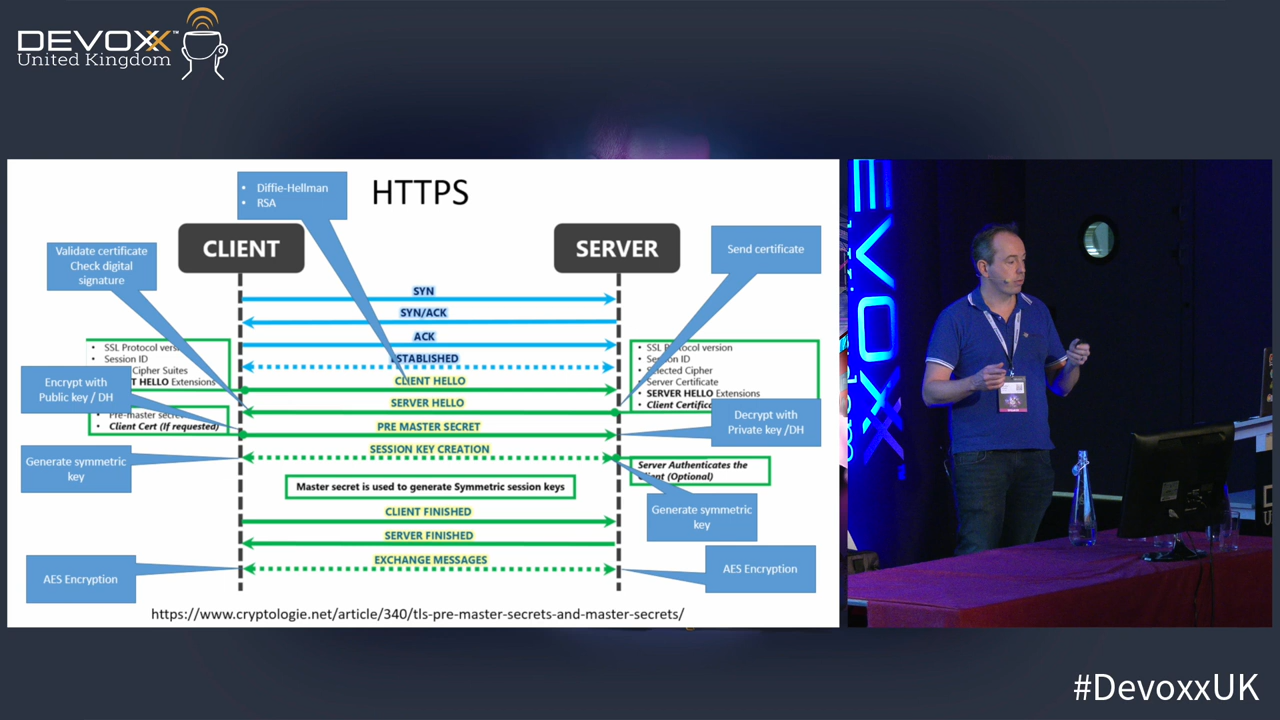 DEVOXX™
United Kingdom
HTTPS
• Diffie-Hellman
• RSA
CLIENT
SERVER
Validate certificate
Check digital
signature
Send certificate
SYN
SYN/ACK
ACK
ESTABLISHED
CLIENT HELLO
SERVER HELLO
PRE MASTER SECRET
SESSION KEY CREATION
Master secret is used to generate Symmetric session keys
CLIENT FINISHED
SERVER FINISHED
EXCHANGE MESSAGES
• SSL Protocol
• Session ID
Cipher Suites
HELLO Extensions
Encrypt with
Public key / DH
Pre-master
• Client Cert (If requested)
Generate symmetric
key
AES Encryption
• SSL Protocol version
• Session ID
• Selected Cipher
• Server Certificate
• SERVER HELLO Extensions
• Client
Decrypt with
Private key /DH
Server Authenticates the
Client (Optional)
Generate symmetric
key
AES Encryption
https://www.cryptologie.net/article/340/tls-pre-master-secrets-and-master-secrets/
DEVOXX
#DevoxxUK